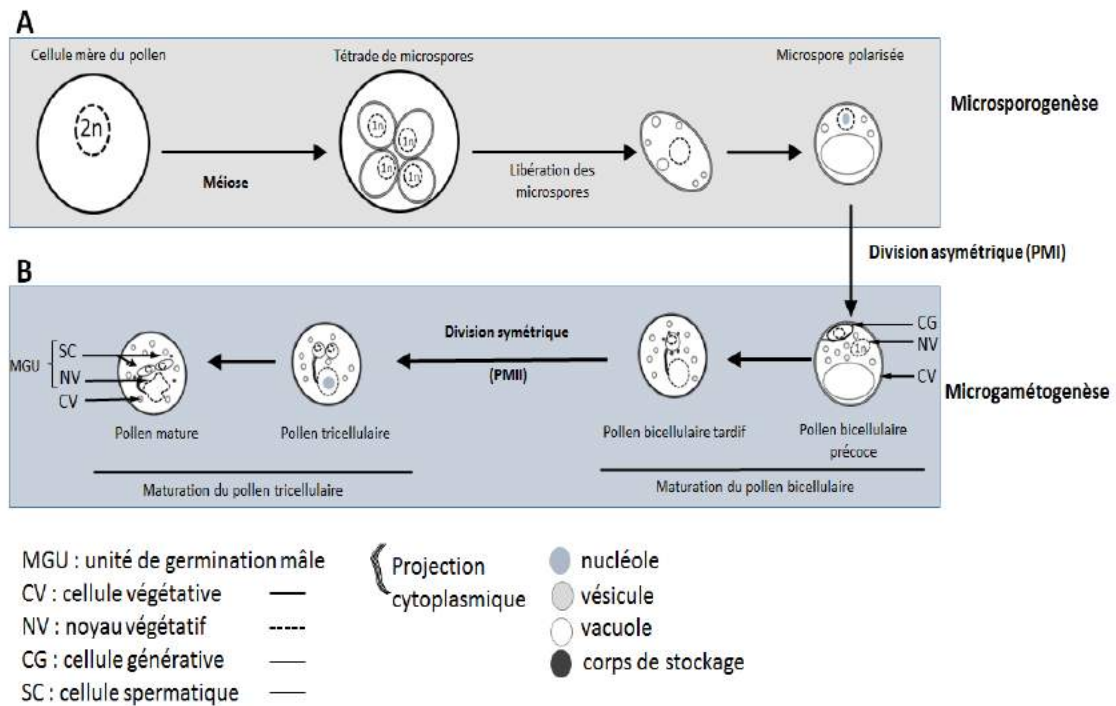 A
Cellule mère du pollen
Tétrade de microspores
Microspore polarisée
2n
1n
1n
1n
1n
Méiose
Libération des
microspores
Microsporogenèse
Division asymétrique (PMI)
B
MGU
SC
NV
CV
Division symétrique
(PMII)
1n
CG
NV
CV
Microgamétogenèse
Pollen mature
Pollen tricellulaire
Pollen bicellulaire tardif
Pollen bicellulaire
précoce
Maturation du pollen tricellulaire
Maturation du pollen bicellulaire
MGU : unité de germination mâle
CV : cellule végétative
NV : noyau végétatif
CG : cellule générative
SC : cellule spermatique
Projection
cytoplasmique
nucléole
vésicule
vacuole
corps de stockage